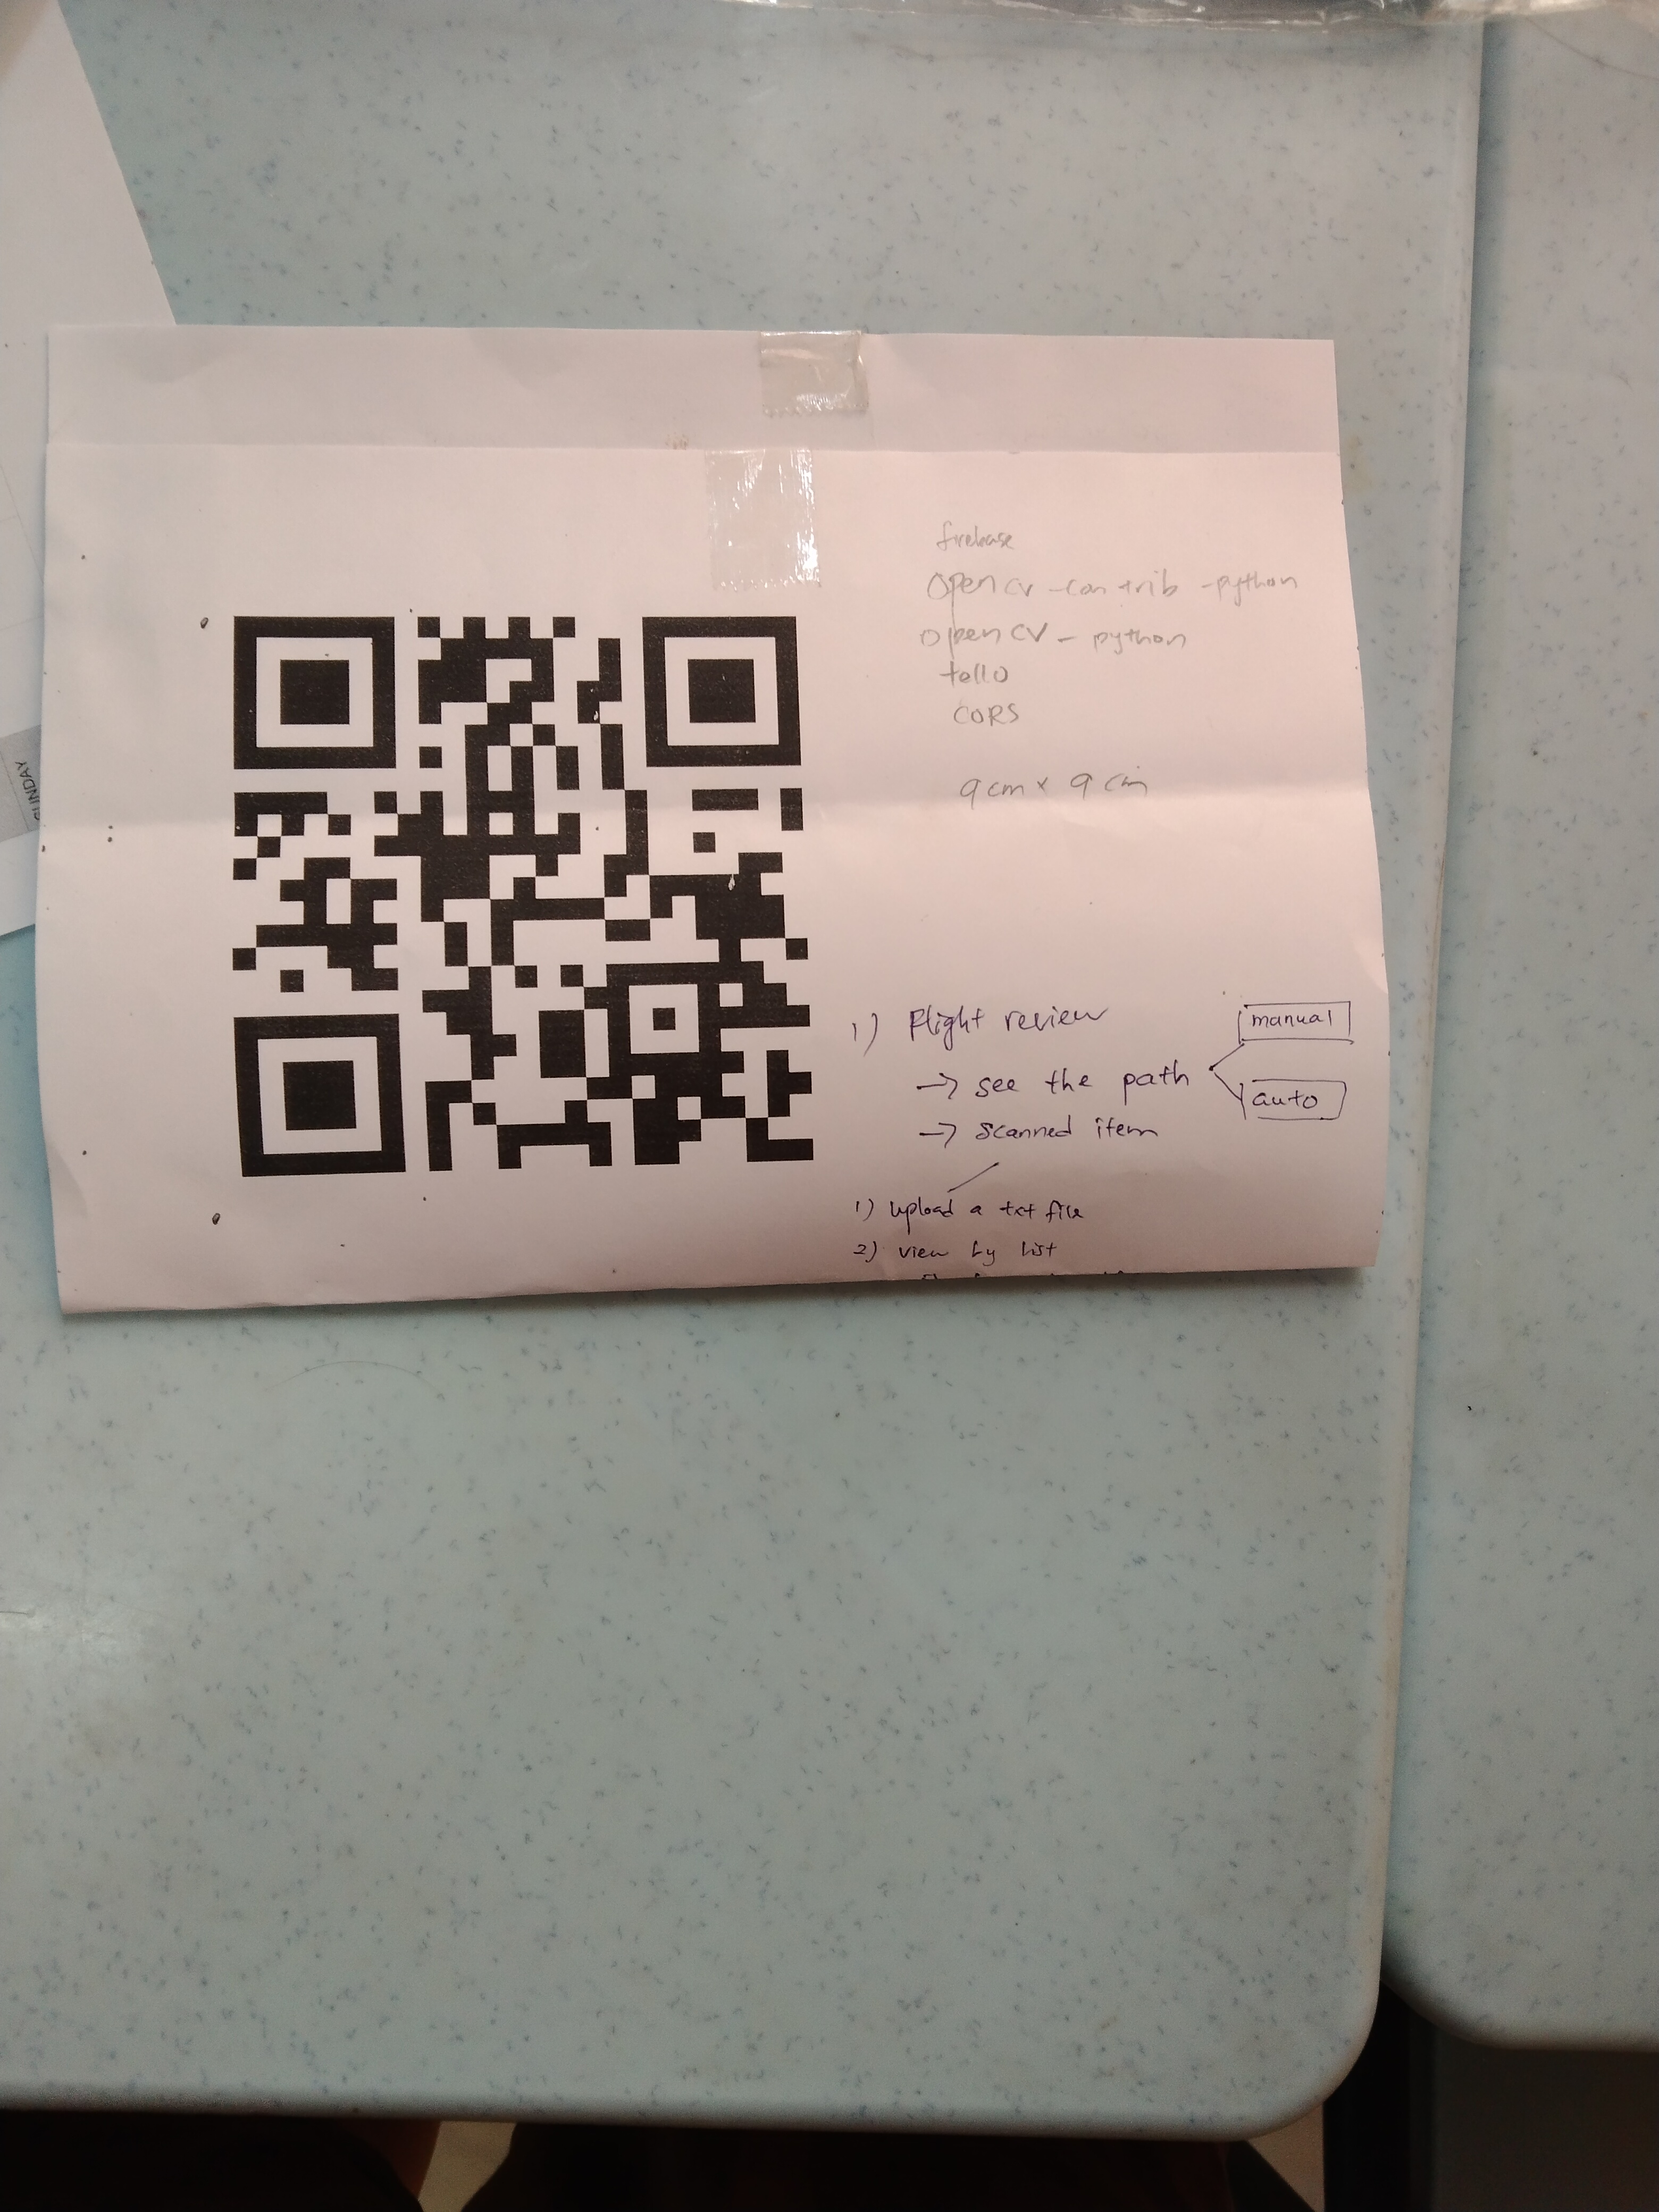 SUNDAY
firebase
opencv-contrib-python
openCV-python
tello
CORS
9cm x 9cm
1) Flight review
manual
→ see the path
auto
→ scanned item
1) upload a txt file
2) view by list